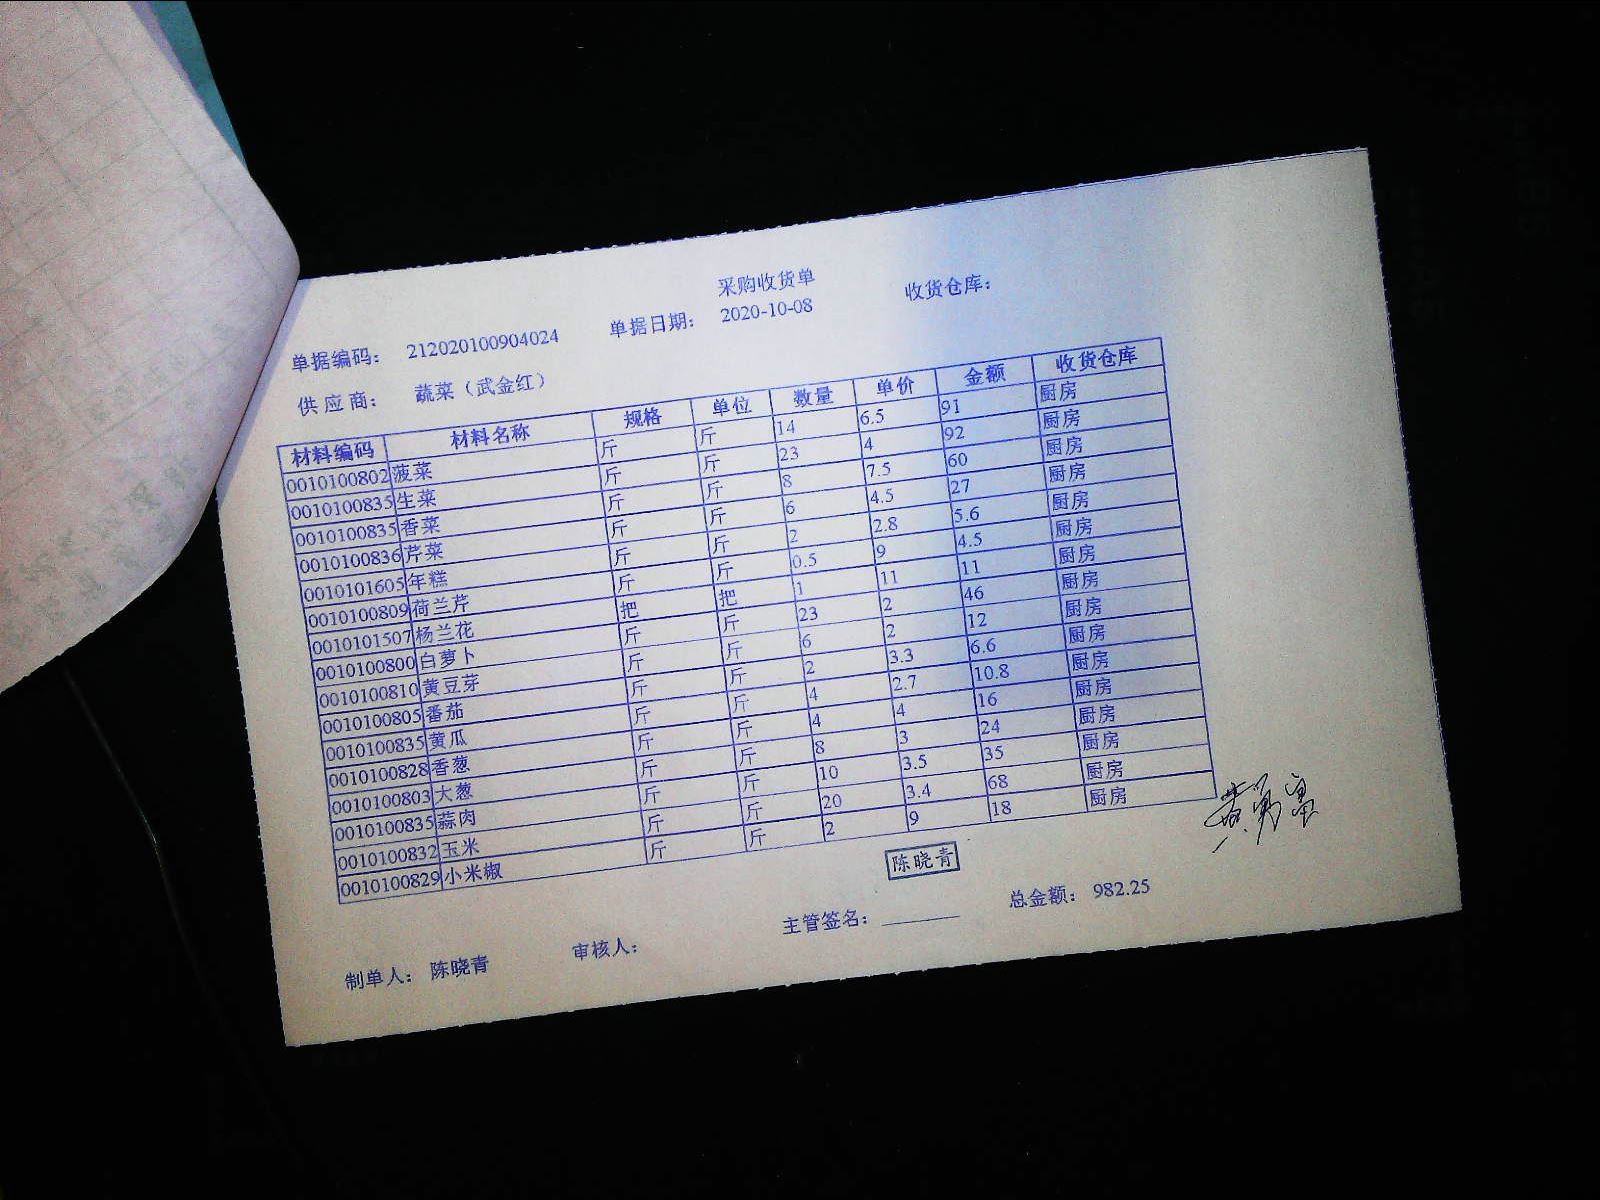 采购收货单
单据编码： 212020100904024 单据日期： 2020-10-08 收货仓库：
供应商： 蔬菜（武金红）
材料编码 材料名称 规格 单位 数量 单价 金额 收货仓库
0010100802 菠菜 斤 斤 14 6.5 91 厨房
0010100835 生菜 斤 斤 23 4 92 厨房
0010100835 香菜 斤 斤 8 7.5 60 厨房
0010100836 芹菜 斤 斤 6 4.5 27 厨房
0010101605 年糕 斤 斤 2 2.8 5.6 厨房
0010100809 荷兰芹 斤 斤 0.5 9 4.5 厨房
0010101507 杨兰花 把 把 1 11 11 厨房
0010100800 白萝卜 斤 斤 23 2 46 厨房
0010100810 黄豆芽 斤 斤 6 2 12 厨房
0010100805 番茄 斤 斤 2 3.3 6.6 厨房
0010100835 黄瓜 斤 斤 4 2.7 10.8 厨房
0010100828 香葱 斤 斤 4 4 16 厨房
0010100803 大葱 斤 斤 8 3 24 厨房
0010100835 蒜肉 斤 斤 10 3.5 35 厨房
0010100832 玉米 斤 斤 20 3.4 68 厨房
0010100829 小米椒 斤 斤 2 9 18 厨房
陈晓青
制单人： 陈晓青 审核人： 主管签名： 总金额： 982.25